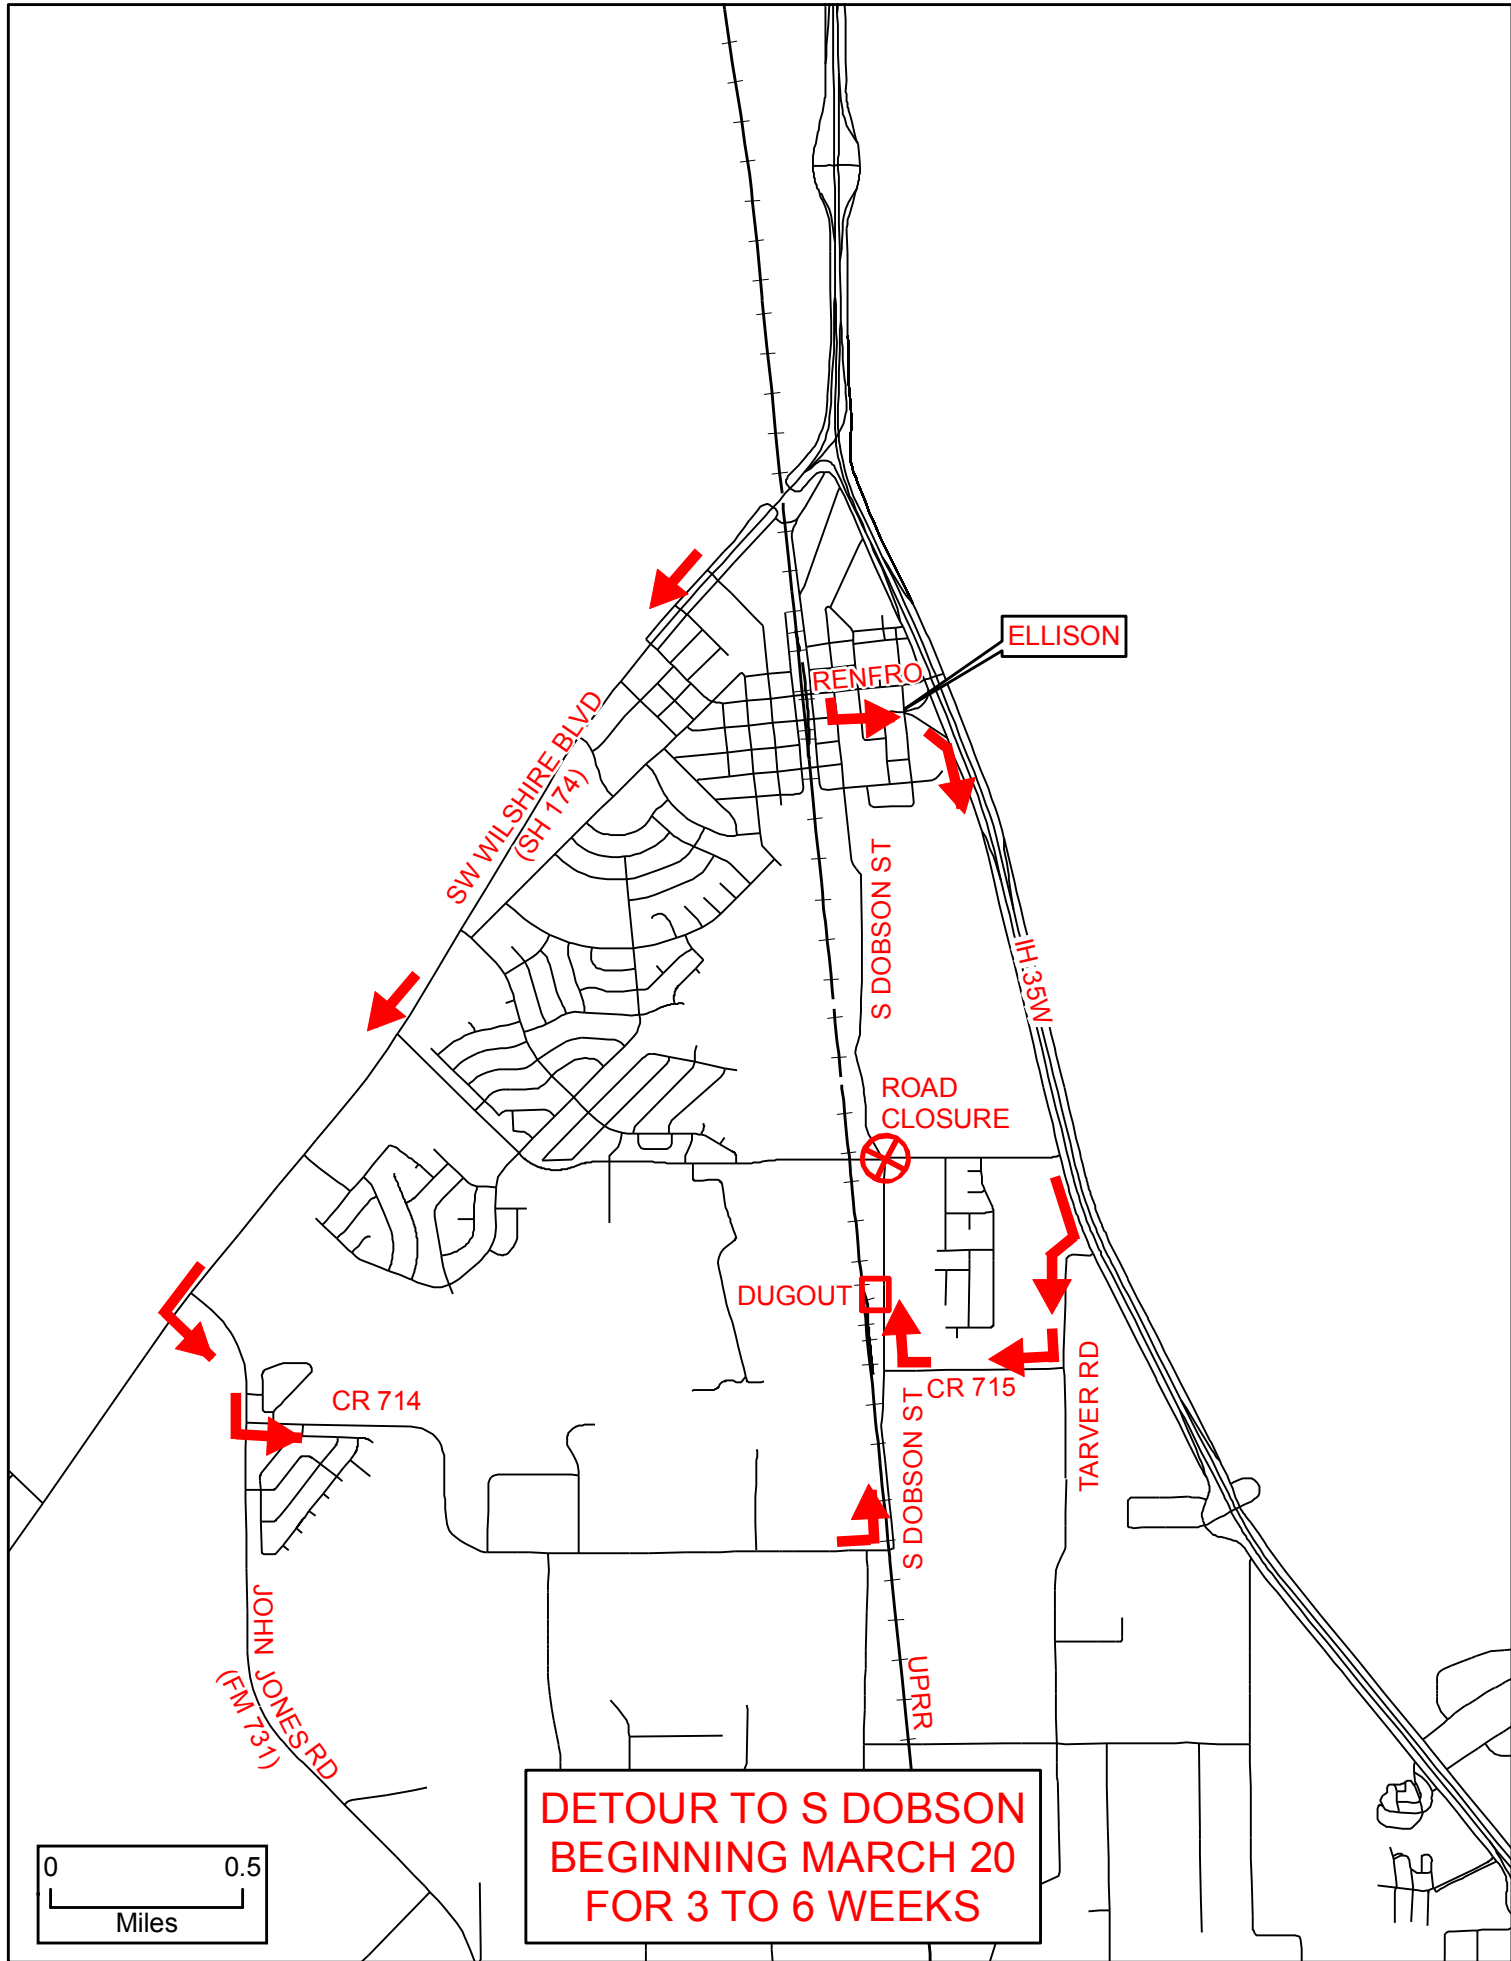 ELLISON
RENFRO
SW WILSHIRE BLVD
(SH 174)
S DOBSON ST
IH 35W
ROAD
CLOSURE
DUGOUT
CR 715
CR 714
TARVER RD
S DOBSON ST
JOHN JONES RD
(FM 731)
UPRR
DETOUR TO S DOBSON
BEGINNING MARCH 20
FOR 3 TO 6 WEEKS
0 0.5
Miles